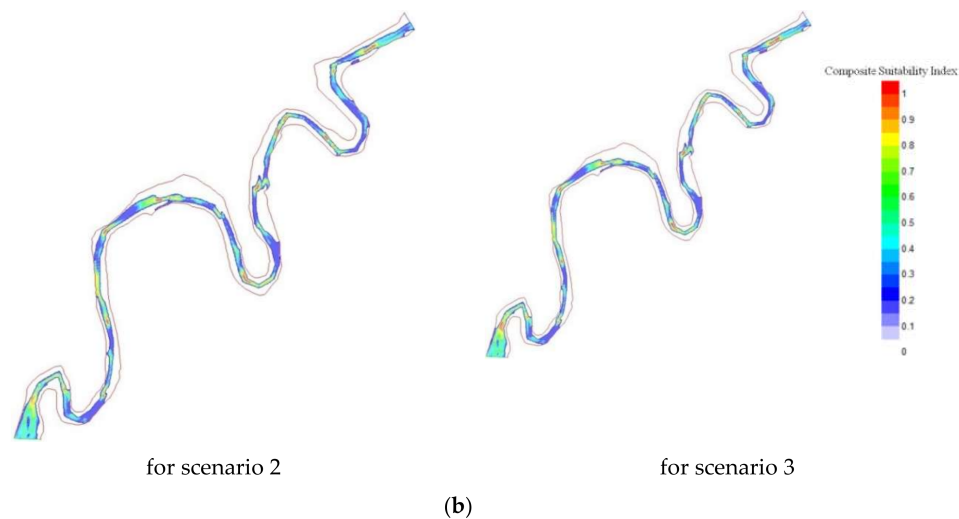 Composite Suitability Index
1
0.9
0.8
0.7
0.6
0.5
0.4
0.3
0.2
0.1
0
for scenario 2
for scenario 3
(b)